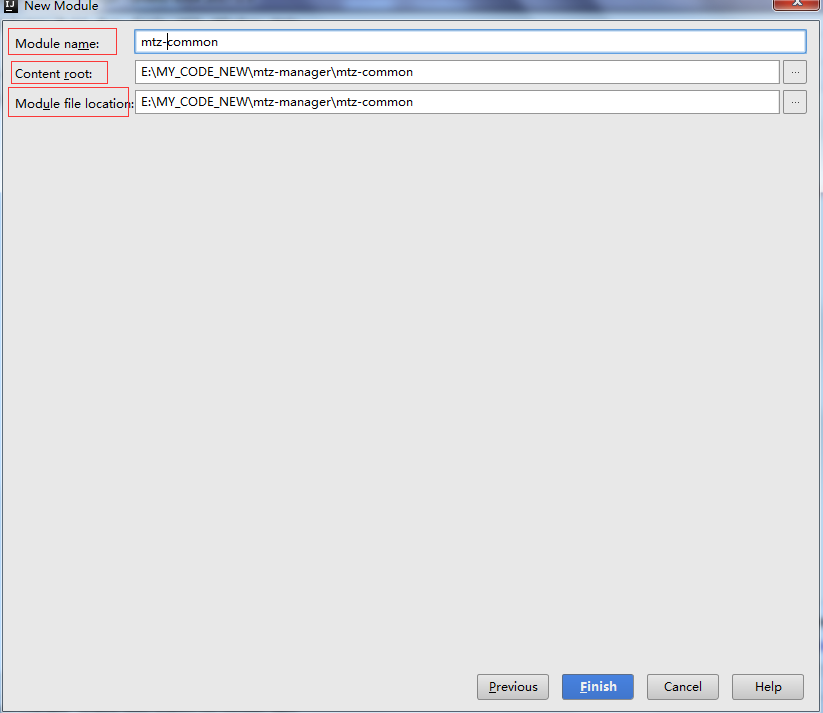 IJ New Module X
Module name: mtz-common
Content root: E:\MY_CODE_NEW\mtz-manager\mtz-common ...
Module file location: E:\MY_CODE_NEW\mtz-manager\mtz-common ...
Previous Finish Cancel Help